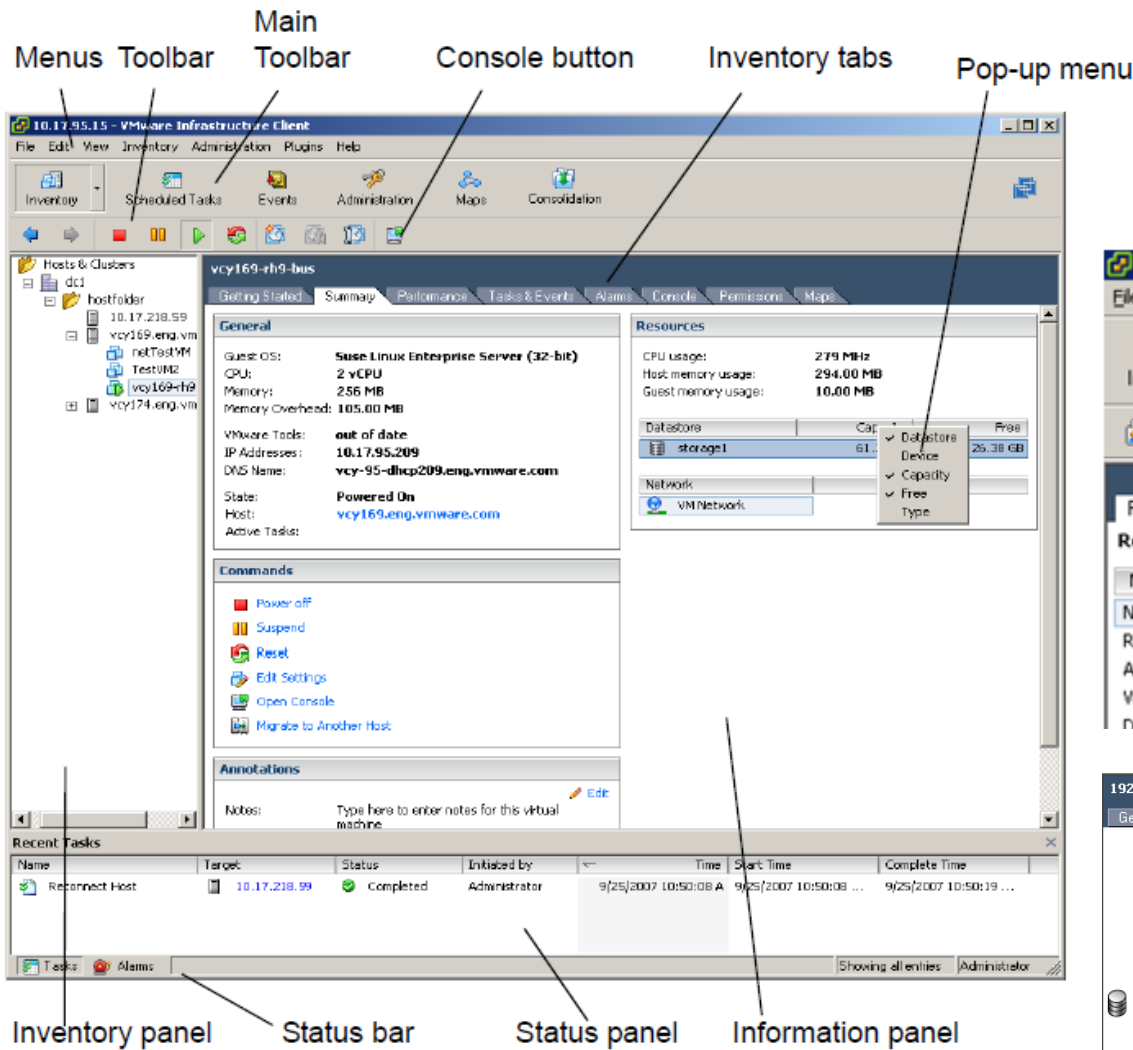 Main
Menus Toolbar Toolbar Console button Inventory tabs Pop-up menu
10.17.95.15 - VMware Infrastructure Client
File Edit View Inventory Administration Plugins Help
Inventory Scheduled Tasks Events Administration Maps Consolidation
Hosts & Clusters
dc1
hostfolder
10.17.218.59
vcy169.eng.vm
netTestVM
TestVM2
vcy169-rh9
vcy174.eng.vm
vcy169-rh9-bus
Getting Started Summary Performance Tasks & Events Alarms Console Permissions Maps
General
Guest OS: Suse Linux Enterprise Server (32-bit)
CPU: 2 vCPU
Memory: 256 MB
Memory Overhead: 105.00 MB
VMware Tools: out of date
IP Addresses: 10.17.95.209
DNS Name: vcy-95-dhcp209.eng.vmware.com
State: Powered On
Host: vcy169.eng.vmware.com
Active Tasks:
Commands
Power off
Suspend
Reset
Edit Settings
Open Console
Migrate to Another Host
Annotations
Edit
Notes: Type here to enter notes for this virtual
machine
Resources
CPU usage: 279 MHz
Host memory usage: 294.00 MB
Guest memory usage: 10.00 MB
Datastore Free
storage1 61. 26.38 GB
Network
VM Network
Datastore
Device
Capacity
Free
Type
Recent Tasks
Name Target Status Initiated by Time Start Time Complete Time
Reconnect Host 10.17.218.59 Completed Administrator 9/25/2007 10:50:08 A 9/25/2007 10:50:08 ... 9/25/2007 10:50:19 ...
Tasks Alarms Showing all entries Administrator
Inventory panel Status bar Status panel Information panel
192